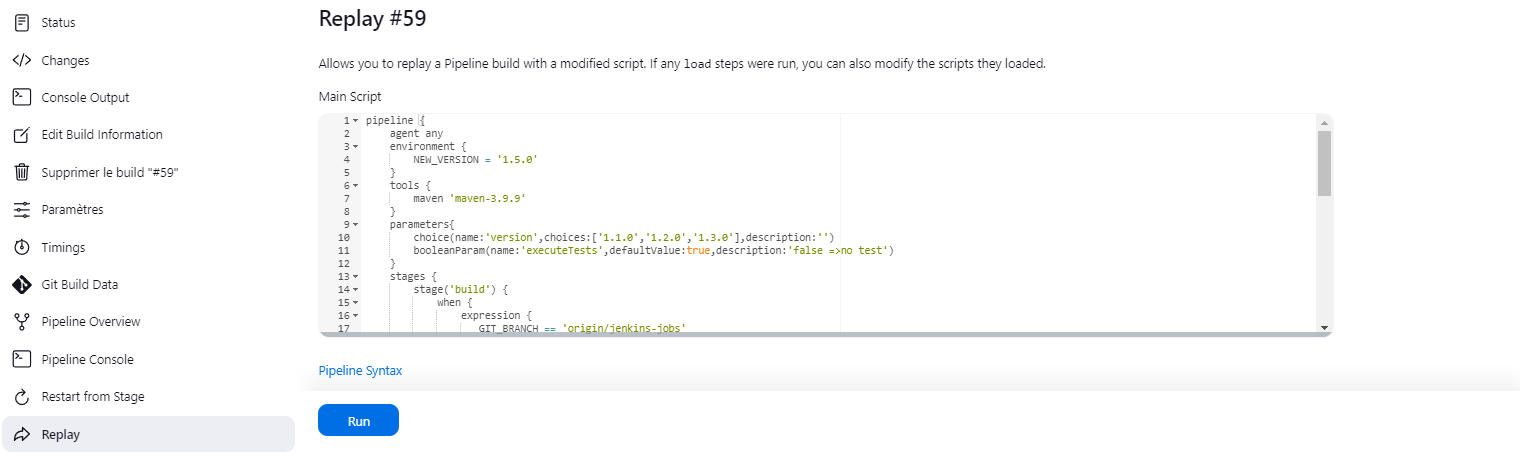 Status
Changes
Console Output
Edit Build Information
Supprimer le build "#59"
Paramètres
Timings
Git Build Data
Pipeline Overview
Pipeline Console
Restart from Stage
Replay
Replay #59
Allows you to replay a Pipeline build with a modified script. If any load steps were run, you can also modify the scripts they loaded.
Main Script
1 pipeline {
2 agent any
3 environment {
4 NEW_VERSION = '1.5.0'
5 }
6 tools {
7 maven 'maven-3.9.9'
8 }
9 parameters{
10 choice(name:'version',choices:['1.1.0','1.2.0','1.3.0'],description:'')
11 booleanParam(name:'executeTests',defaultValue:true,description:'false =>no test')
12 }
13 stages {
14 stage('build') {
15 when {
16 expression {
17 GIT_BRANCH == 'origin/jenkins-jobs'
Pipeline Syntax
Run